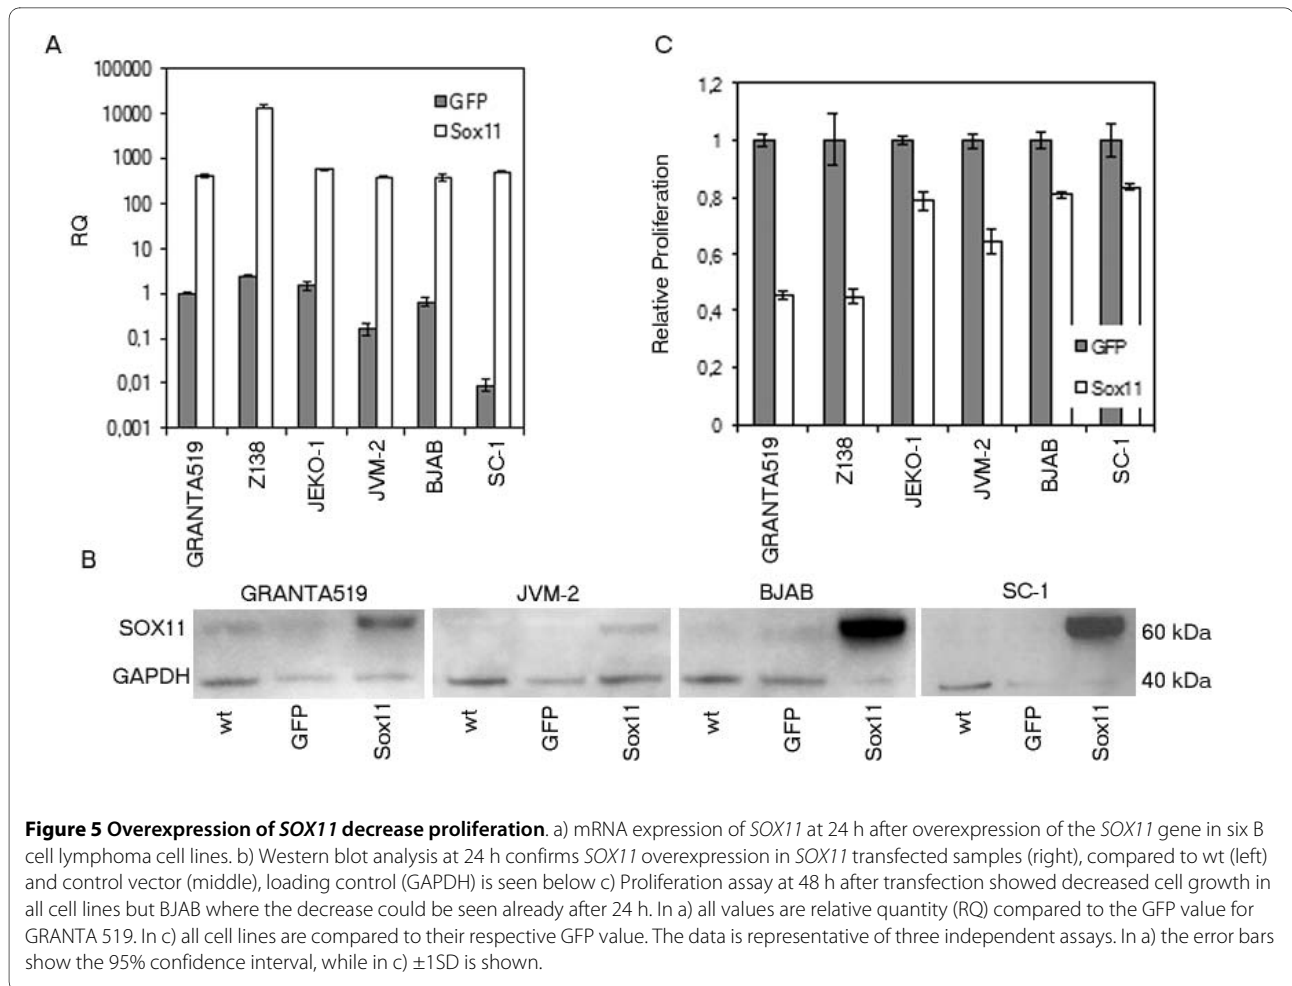 A
100000
10000
1000
100
10
1
0,1
0,01
0,001
RQ
GFP
Sox11
GRANTA519
Z138
JEKO-1
JVM-2
BJAB
SC-1
C
1,2
1
0,8
0,6
0,4
0,2
0
Relative Proliferation
GFP
Sox11
GRANTA519
Z138
JEKO-1
JVM-2
BJAB
SC-1
B
GRANTA519
JVM-2
BJAB
SC-1
SOX11
60 kDa
GAPDH
40 kDa
wt
GFP
Sox11
wt
GFP
Sox11
wt
GFP
Sox11
wt
GFP
Sox11
Figure 5 Overexpression of SOX11 decrease proliferation. a) mRNA expression of SOX11 at 24 h after overexpression of the SOX11 gene in six B
cell lymphoma cell lines. b) Western blot analysis at 24 h confirms SOX11 overexpression in SOX11 transfected samples (right), compared to wt (left)
and control vector (middle), loading control (GAPDH) is seen below c) Proliferation assay at 48 h after transfection showed decreased cell growth in
all cell lines but BJAB where the decrease could be seen already after 24 h. In a) all values are relative quantity (RQ) compared to the GFP value for
GRANTA 519. In c) all cell lines are compared to their respective GFP value. The data is representative of three independent assays. In a) the error bars
show the 95% confidence interval, while in c) ±1SD is shown.